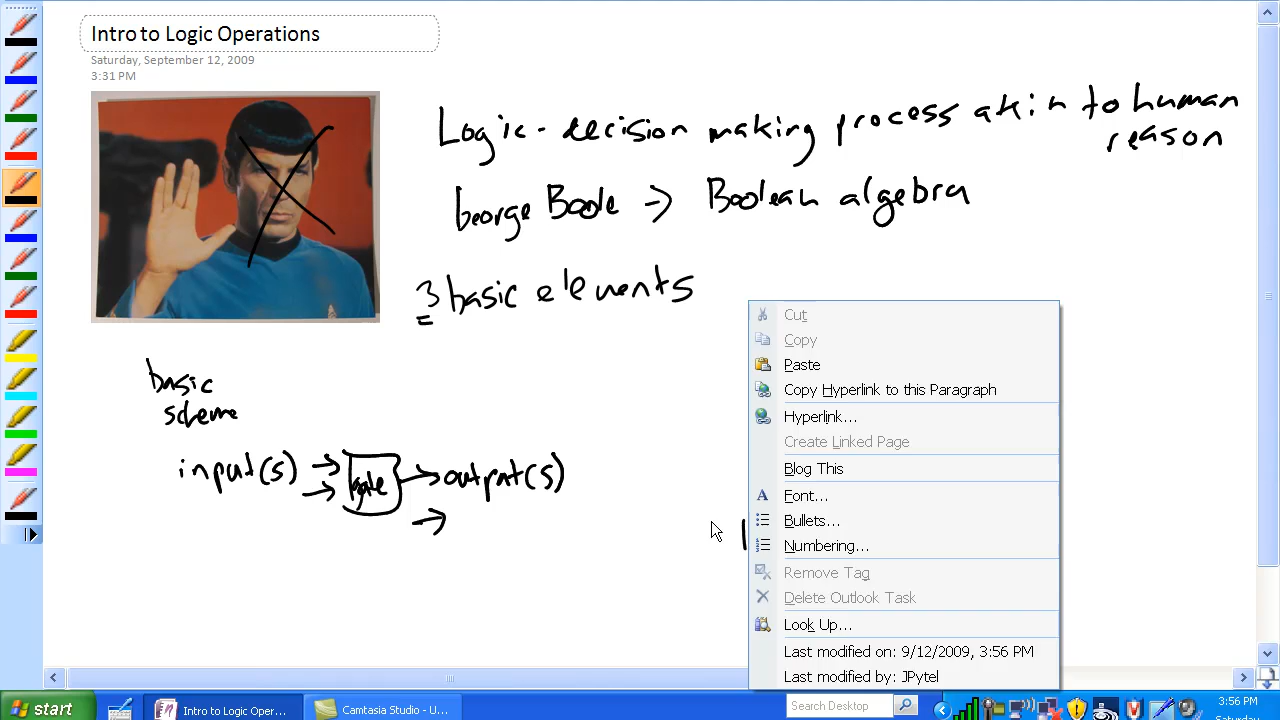 Intro to Logic Operations
Saturday, September 12, 2009
3:31 PM
Logic - decision making process akin to human
reason
George Boole → Boolean algebra
3 basic elements
basic
scheme
input(s) → gate → output(s)
Cut
Copy
Paste
Copy Hyperlink to this Paragraph
Hyperlink...
Create Linked Page
Blog This
Font...
Bullets...
Numbering...
Remove Tag
Delete Outlook Task
Look Up...
Last modified on: 9/12/2009, 3:56 PM
Last modified by: JPytel
start
Intro to Logic Oper...
Camtasia Studio - U...
Search Desktop
3:56 PM
Saturday